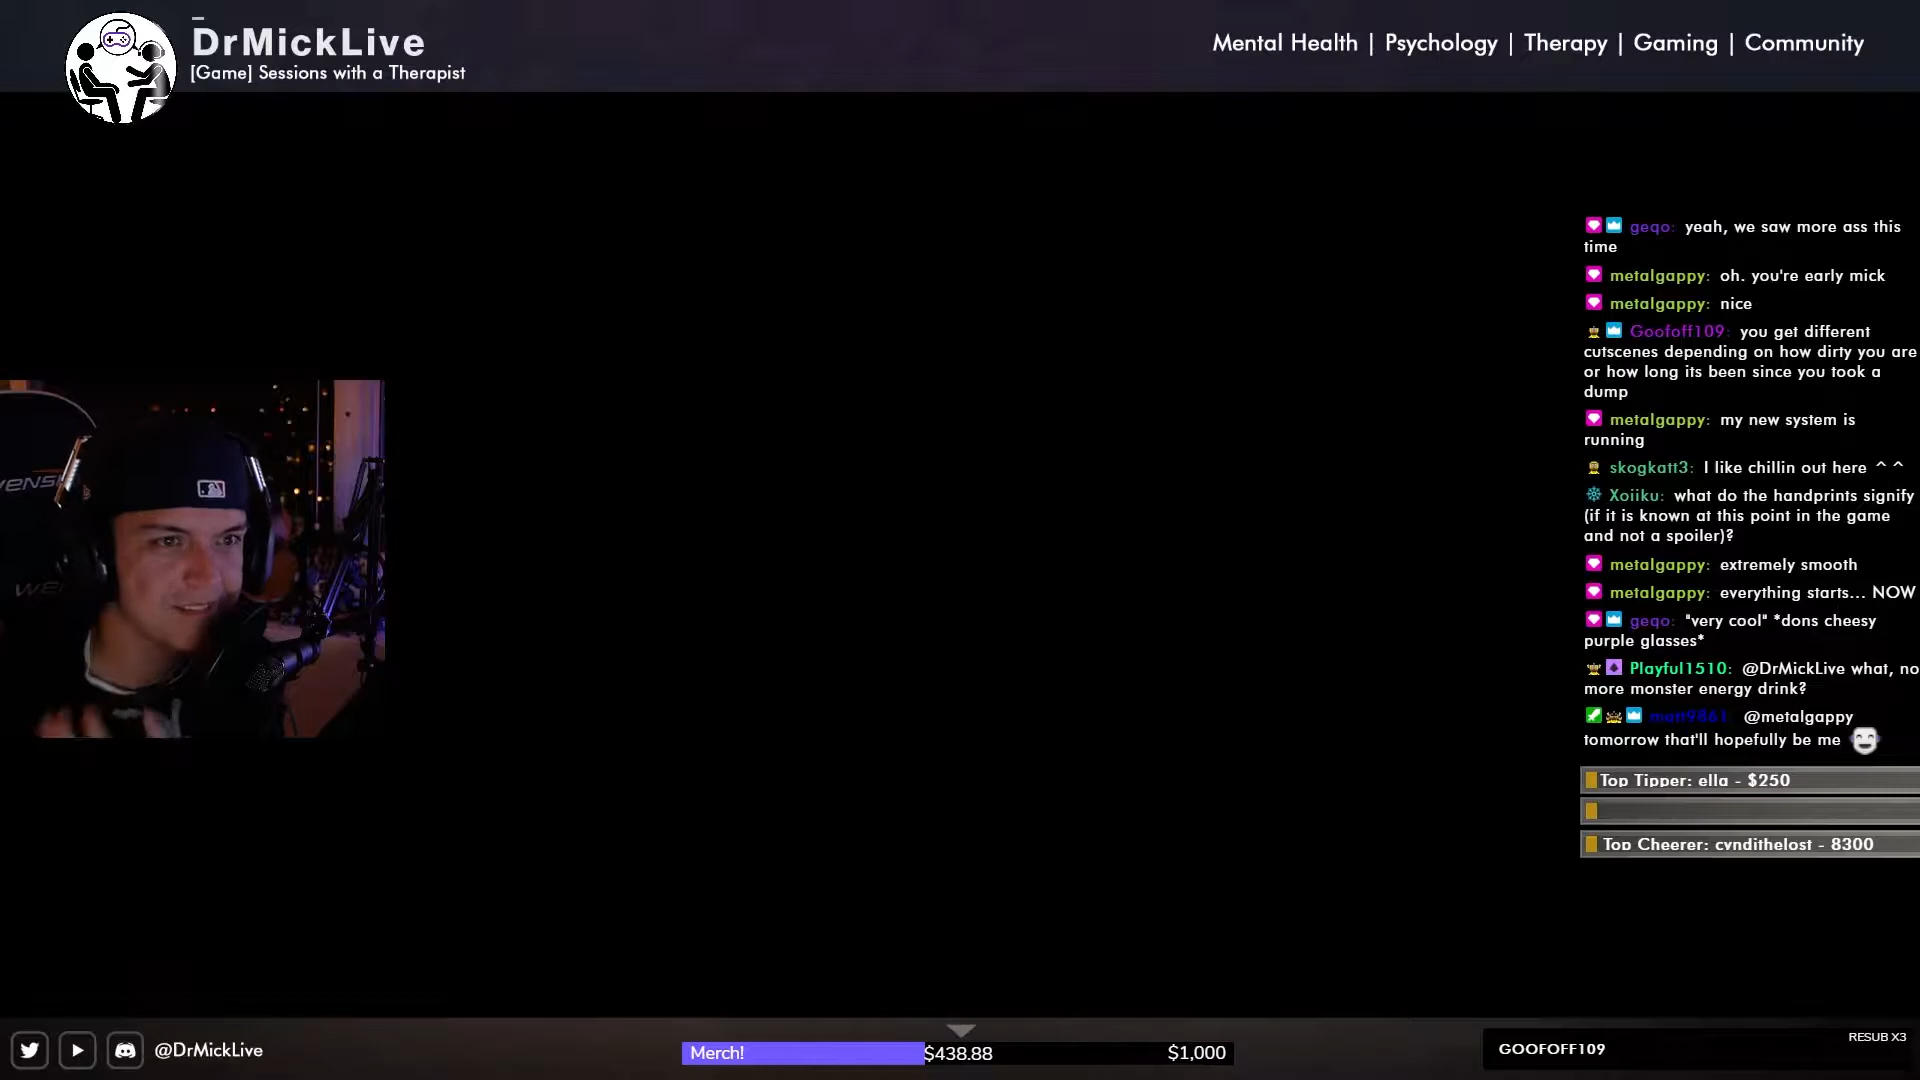 DrMickLive
[Game] Sessions with a Therapist
Mental Health | Psychology | Therapy | Gaming | Community
geqo: yeah, we saw more ass this
time
metalgappy: oh. you're early mick
metalgappy: nice
Goofoff109: you get different
cutscenes depending on how dirty you are
or how long its been since you took a
dump
metalgappy: my new system is
running
skogkatt3: I like chillin out here ^ ^
Xoiiku: what do the handprints signify
(if it is known at this point in the game
and not a spoiler)?
metalgappy: extremely smooth
metalgappy: everything starts... NOW
geqo: "very cool" *dons cheesy
purple glasses*
Playful1510: @DrMickLive what, no
more monster energy drink?
matt9861: @metalgappy
tomorrow that'll hopefully be me
Top Tipper: ella - $250
Top Cheerer: cyndithelost - 8300
@DrMickLive
Merch!
$438.88
$1,000
RESUB X3
GOOFOFF109